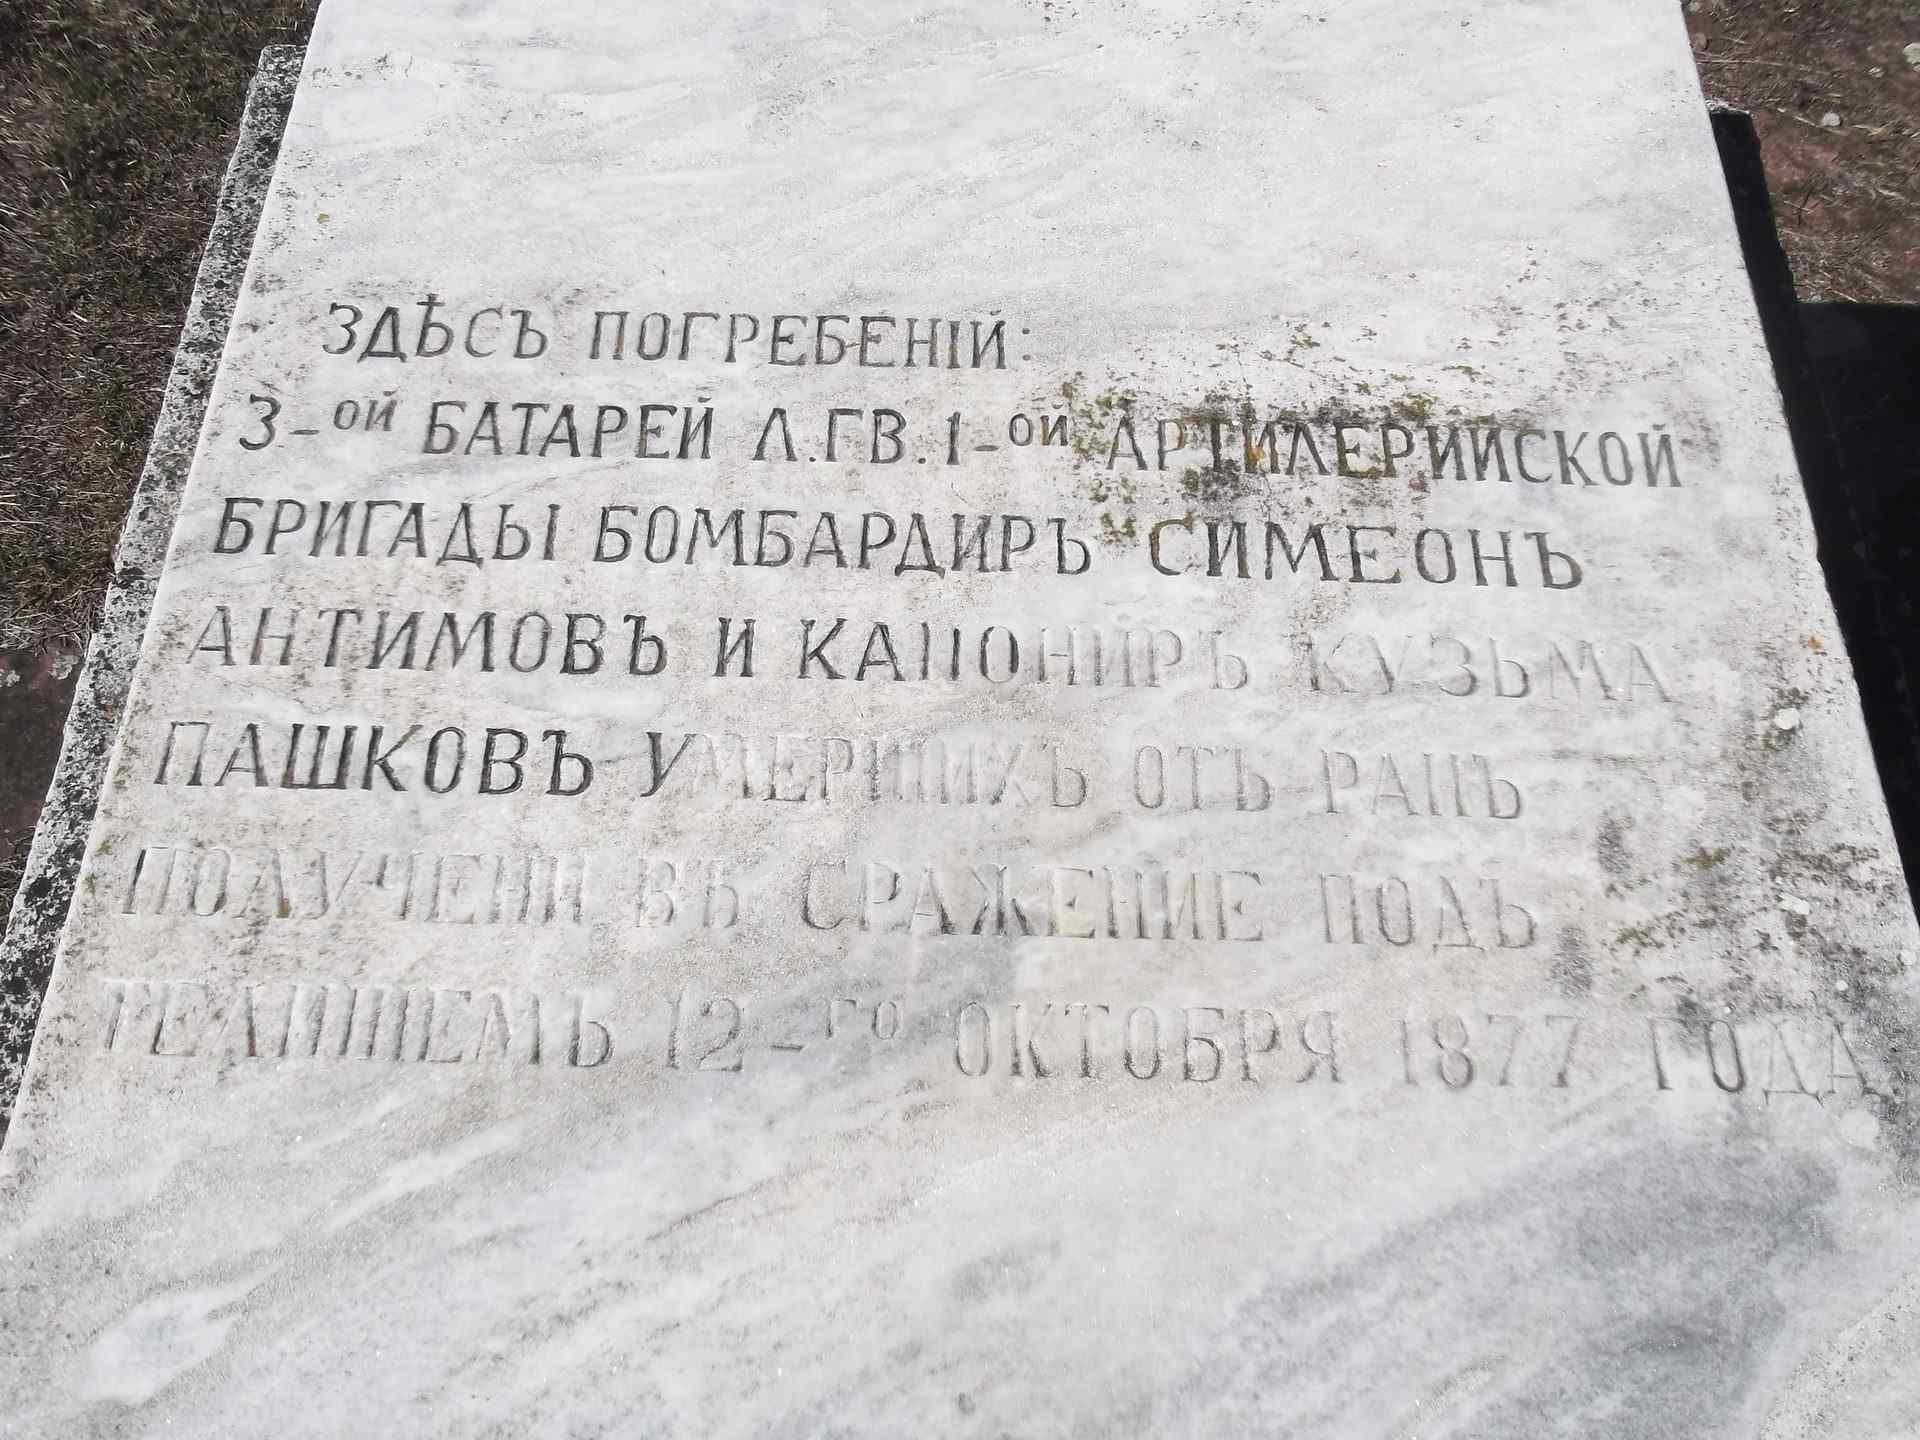 ЗДѢСЪ ПОГРЕБЕНІЙ:
3-ой БАТАРЕЙ Л.ГВ.1-ой АРТИЛЕРИЙСКОЙ
БРИГАДЫ БОМБАРДИРЪ СИМЕОНЪ
АНТИМОВЪ И КАНОНИРЪ КУЗЬМА
ПАШКОВЪ УМЕРШИХЪ ОТЪ РАНЪ
ПОЛУЧЕНИ ВЪ СРАЖЕНИЕ ПОДЪ
ТЕЛИШЕМЪ 12-го ОКТОБРЯ 1877 ГОДА